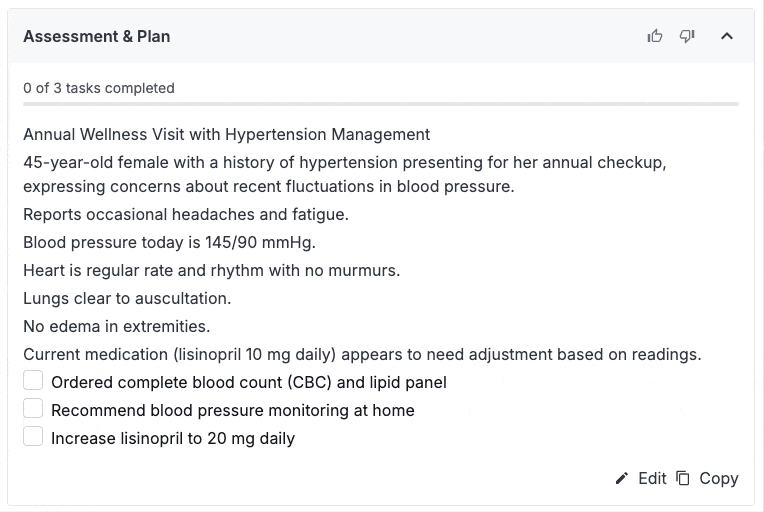 Assessment & Plan
0 of 3 tasks completed
Annual Wellness Visit with Hypertension Management
45-year-old female with a history of hypertension presenting for her annual checkup,
expressing concerns about recent fluctuations in blood pressure.
Reports occasional headaches and fatigue.
Blood pressure today is 145/90 mmHg.
Heart is regular rate and rhythm with no murmurs.
Lungs clear to auscultation.
No edema in extremities.
Current medication (lisinopril 10 mg daily) appears to need adjustment based on readings.
Ordered complete blood count (CBC) and lipid panel
Recommend blood pressure monitoring at home
Increase lisinopril to 20 mg daily
Edit Copy